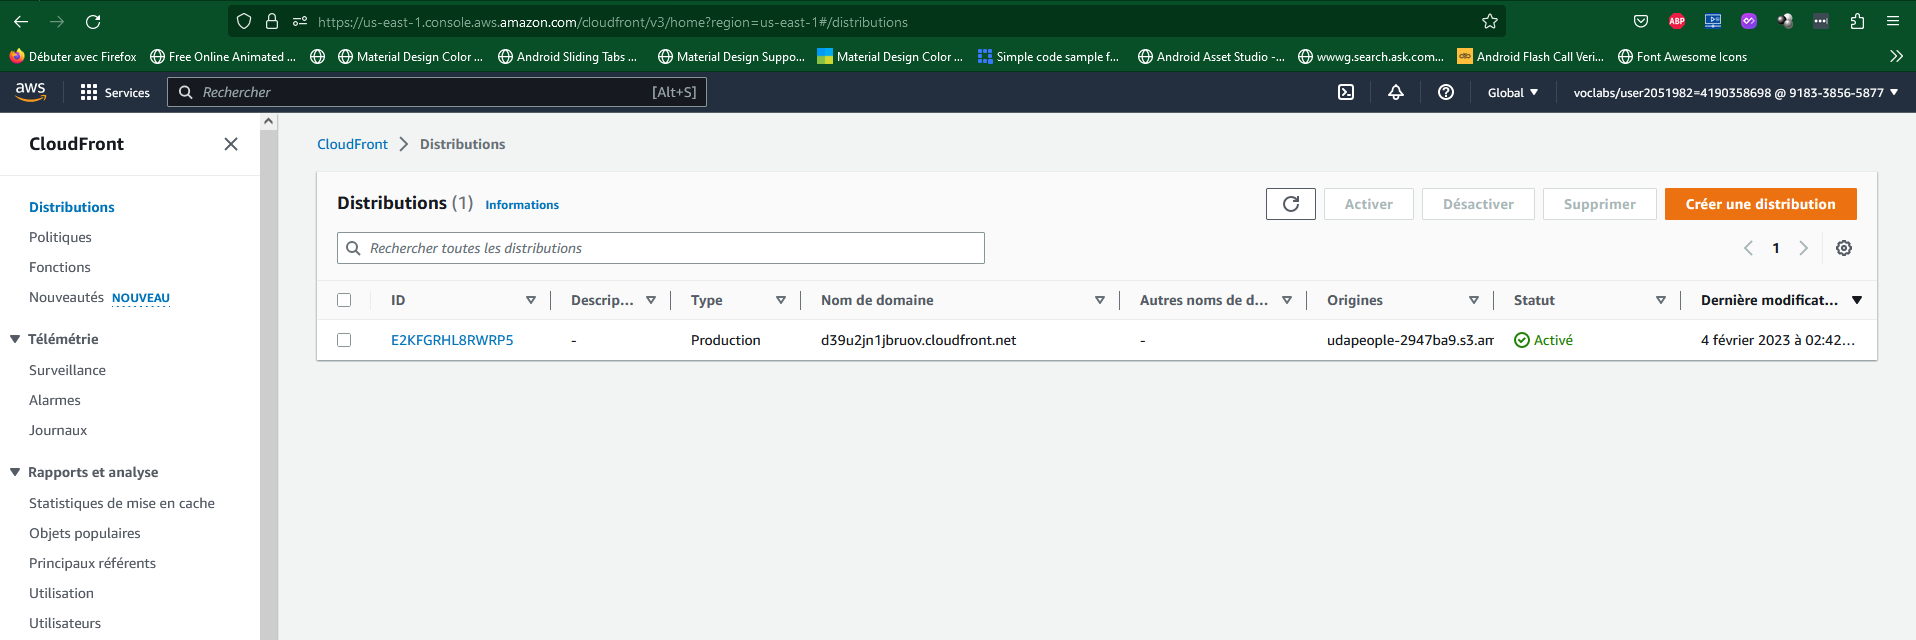 https://us-east-1.console.aws.amazon.com/cloudfront/v3/home?region=us-east-1#/distributions
ABP
Débuter avec Firefox Free Online Animated ... Material Design Color ... Android Sliding Tabs ... Material Design Suppo... Material Design Color ... Simple code sample f... Android Asset Studio -... wwwg.search.ask.com... Android Flash Call Veri... Font Awesome Icons
aws Services Rechercher [Alt+S] Global voclabs/user2051982=4190358698 @ 9183-3856-5877
CloudFront
Distributions
Politiques
Fonctions
Nouveautés NOUVEAU
Télémétrie
Surveillance
Alarmes
Journaux
Rapports et analyse
Statistiques de mise en cache
Objets populaires
Principaux référents
Utilisation
Utilisateurs
CloudFront Distributions
Distributions (1) Informations Activer Désactiver Supprimer Créer une distribution
Rechercher toutes les distributions 1
ID Descrip... Type Nom de domaine Autres noms de d... Origines Statut Dernière modificat...
E2KFGRHL8RWRP5 - Production d39u2jn1jbruov.cloudfront.net - udapeople-2947ba9.s3.am Activé 4 février 2023 à 02:42...